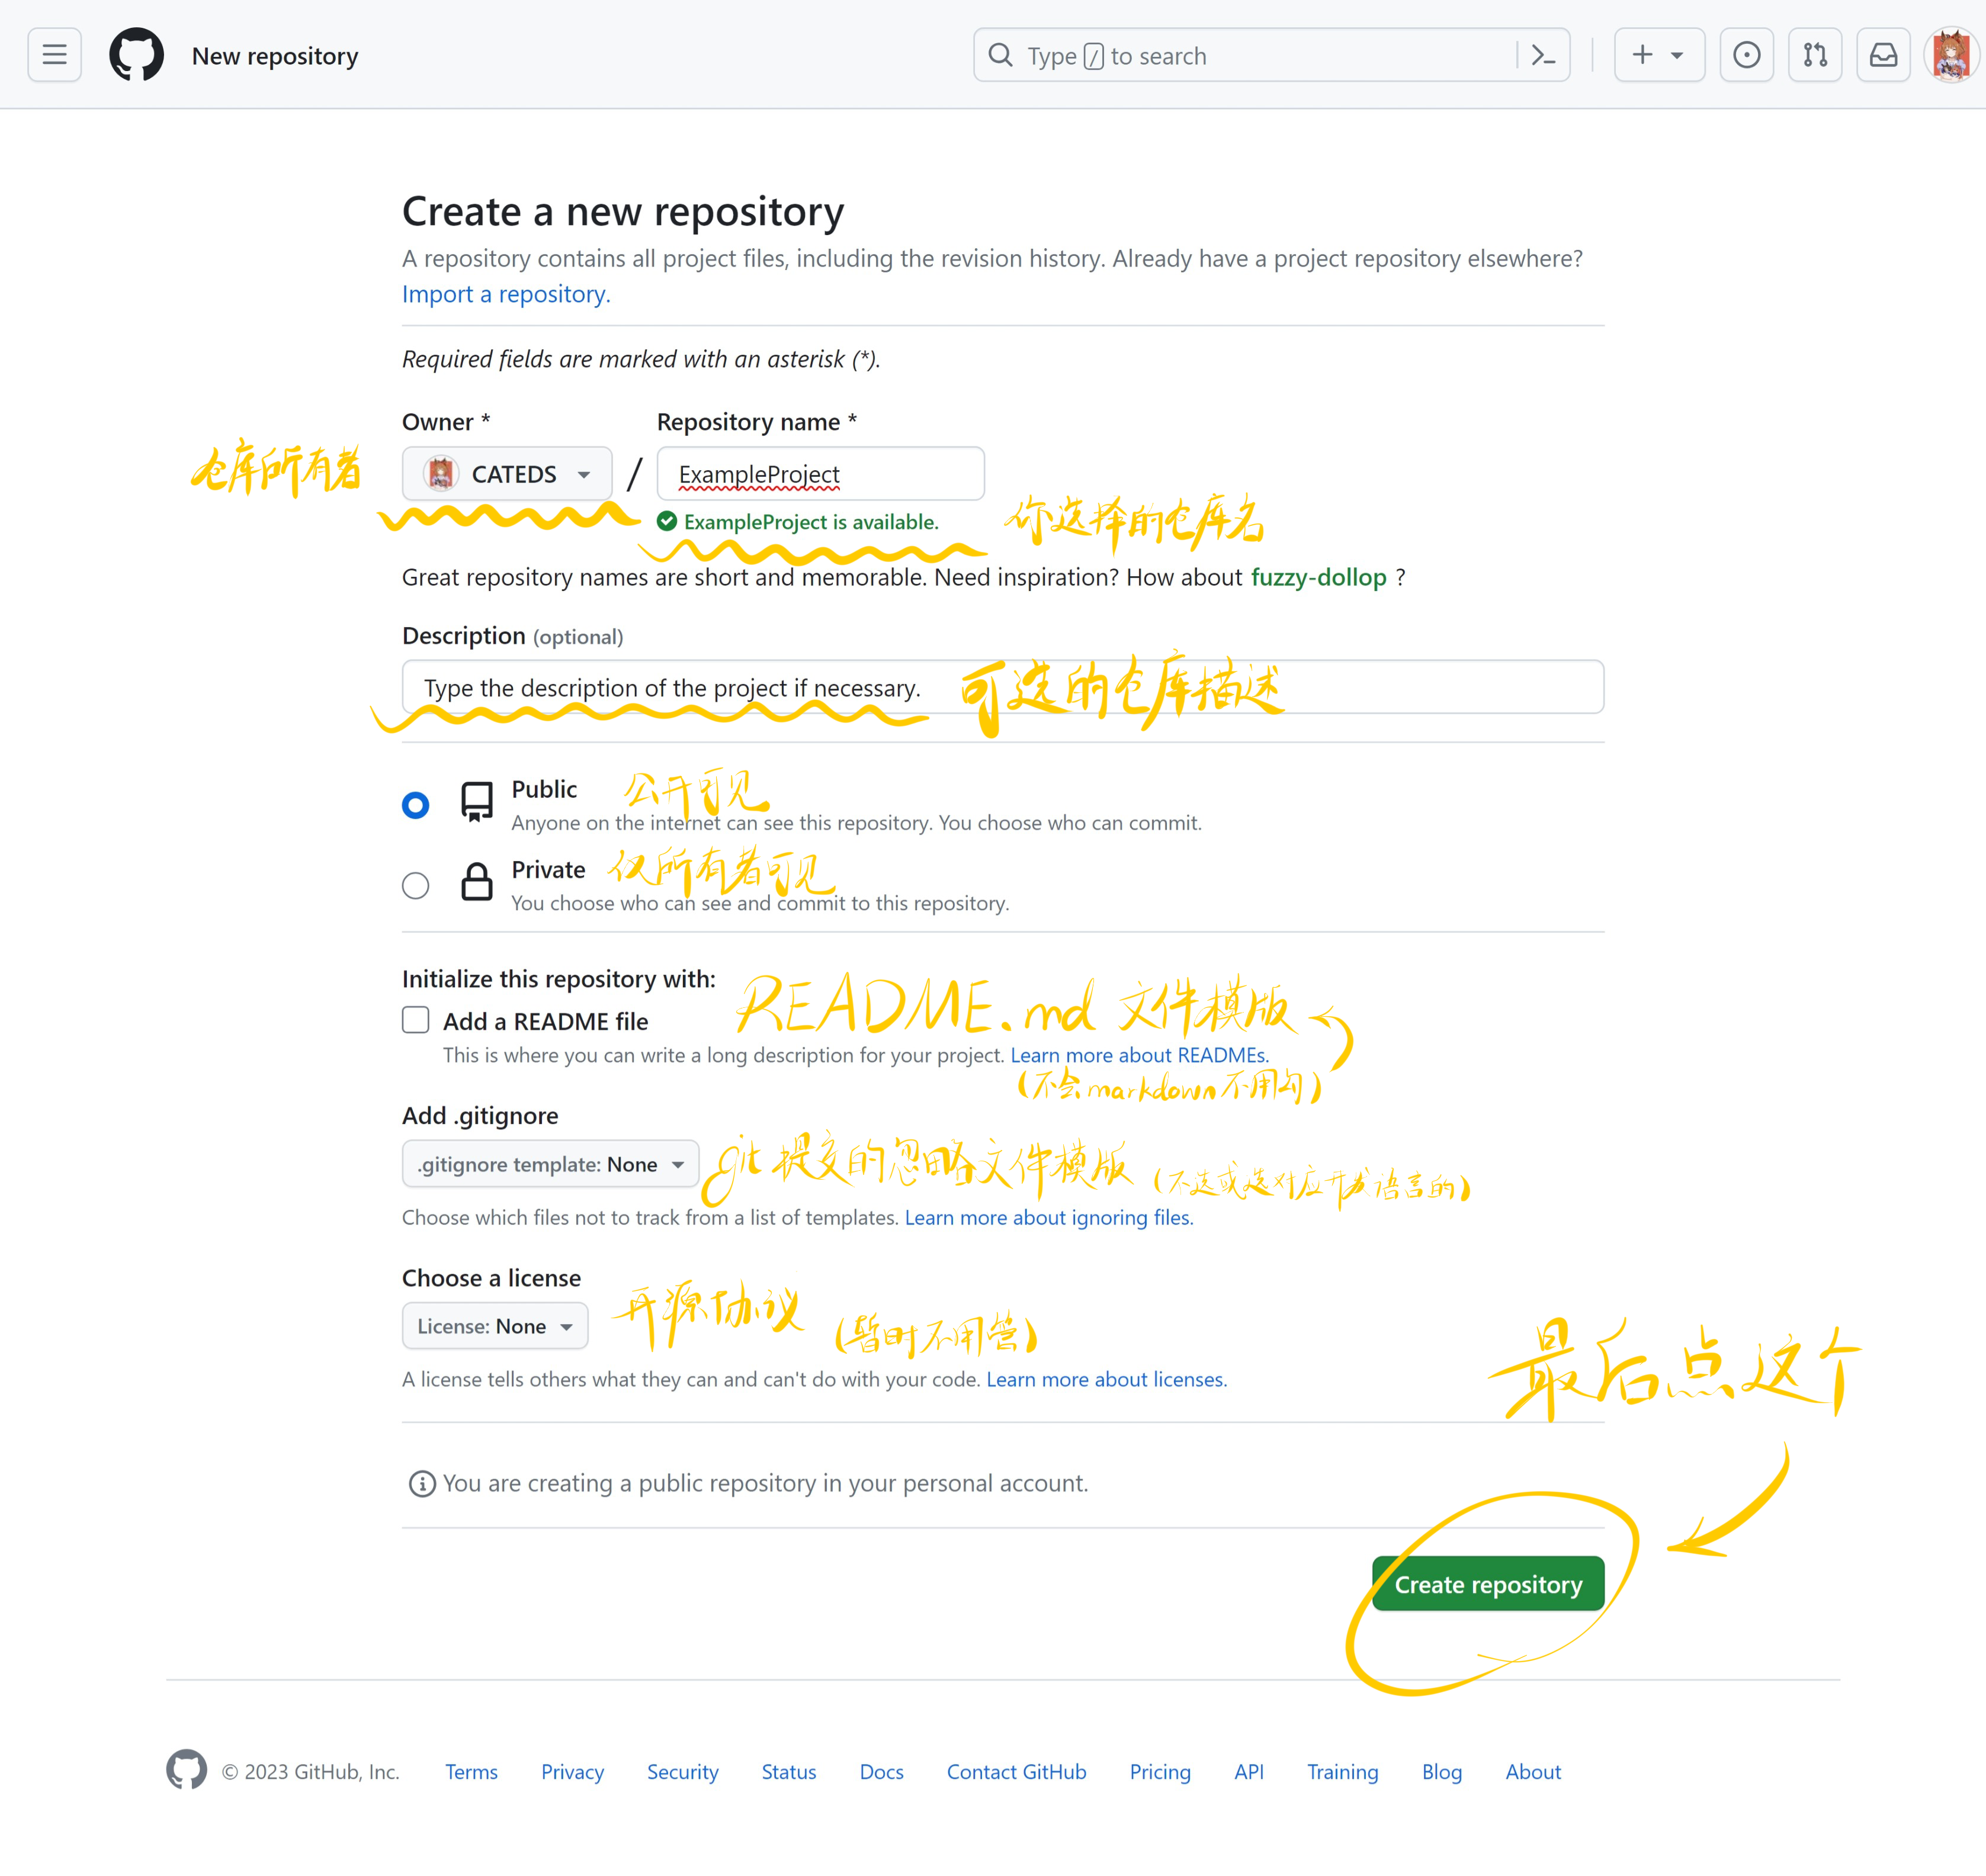 New repository
Type / to search
Create a new repository
A repository contains all project files, including the revision history. Already have a project repository elsewhere?
Import a repository.
Required fields are marked with an asterisk (*).
Owner *
Repository name *
仓库所有者
CATEDS
/
ExampleProject
ExampleProject is available.
你选择的仓库名
Great repository names are short and memorable. Need inspiration? How about fuzzy-dollop ?
Description (optional)
Type the description of the project if necessary.
可选的仓库描述
Public
公开可见
Anyone on the internet can see this repository. You choose who can commit.
Private
仅所有者可见
You choose who can see and commit to this repository.
Initialize this repository with:
README.md 文件模版
Add a README file
This is where you can write a long description for your project. Learn more about READMEs.
(不会markdown不用勾)
Add .gitignore
.gitignore template: None
git 提交的忽略文件模版
(不选或选对应开发语言的)
Choose which files not to track from a list of templates. Learn more about ignoring files.
Choose a license
License: None
开源协议
(暂时不用管)
A license tells others what they can and can't do with your code. Learn more about licenses.
最后点这个
You are creating a public repository in your personal account.
Create repository
© 2023 GitHub, Inc.
Terms
Privacy
Security
Status
Docs
Contact GitHub
Pricing
API
Training
Blog
About